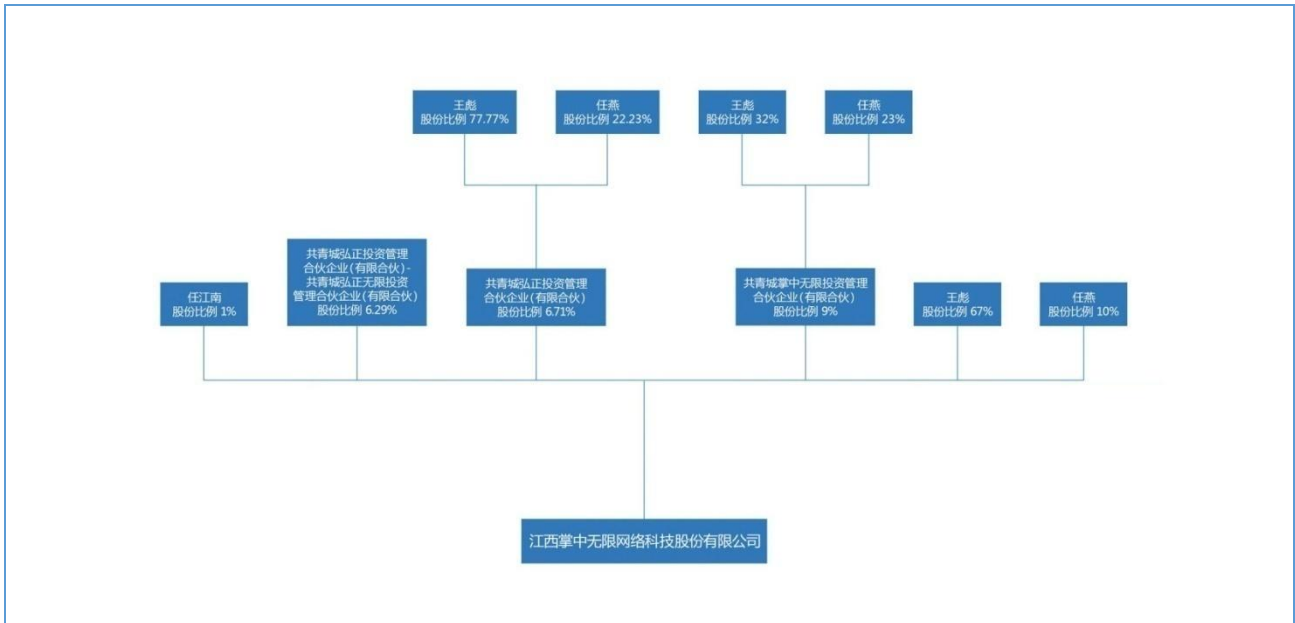 王彪
股份比例 77.77%
任燕
股份比例 22.23%
王彪
股份比例 32%
任燕
股份比例 23%
任江南
股份比例 1%
共青城弘正投资管理
合伙企业(有限合伙)-
共青城弘正无限投资
管理合伙企业(有限合伙)
股份比例 6.29%
共青城弘正投资管理
合伙企业(有限合伙)
股份比例 6.71%
共青城掌中无限投资管理
合伙企业(有限合伙)
股份比例 9%
王彪
股份比例 67%
任燕
股份比例 10%
江西掌中无限网络科技股份有限公司